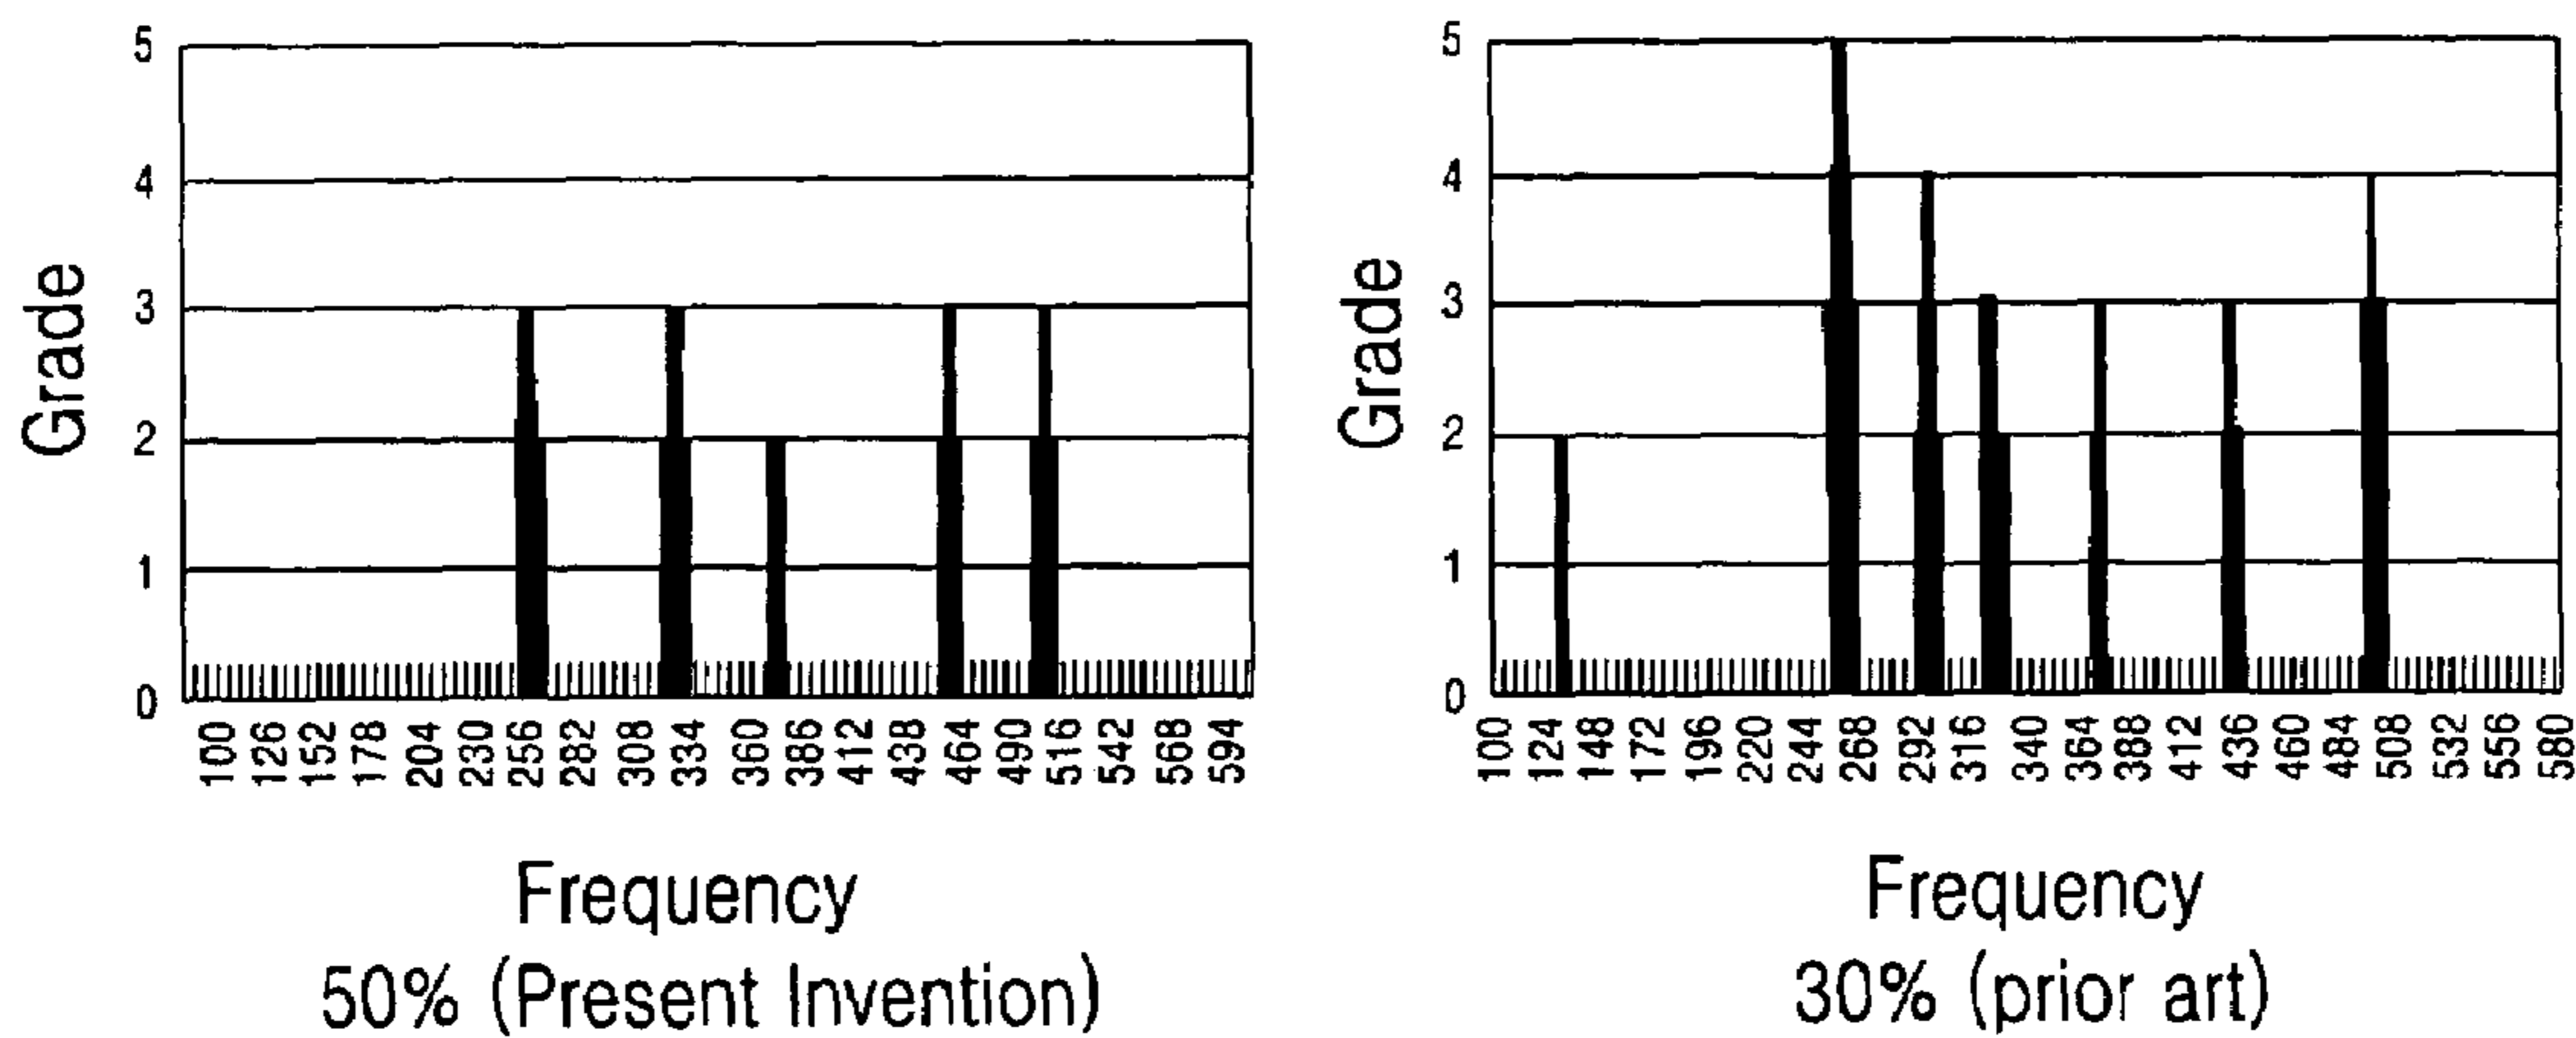 Grade
5
4
3
2
1
0
100 126 152 178 204 230 256 282 308 334 360 386 412 438 464 490 516 542 568 594
Frequency
50% (Present Invention)
Grade
5
4
3
2
1
0
100 124 148 172 196 220 244 268 292 316 340 364 388 412 436 460 484 508 532 556 580
Frequency
30% (prior art)